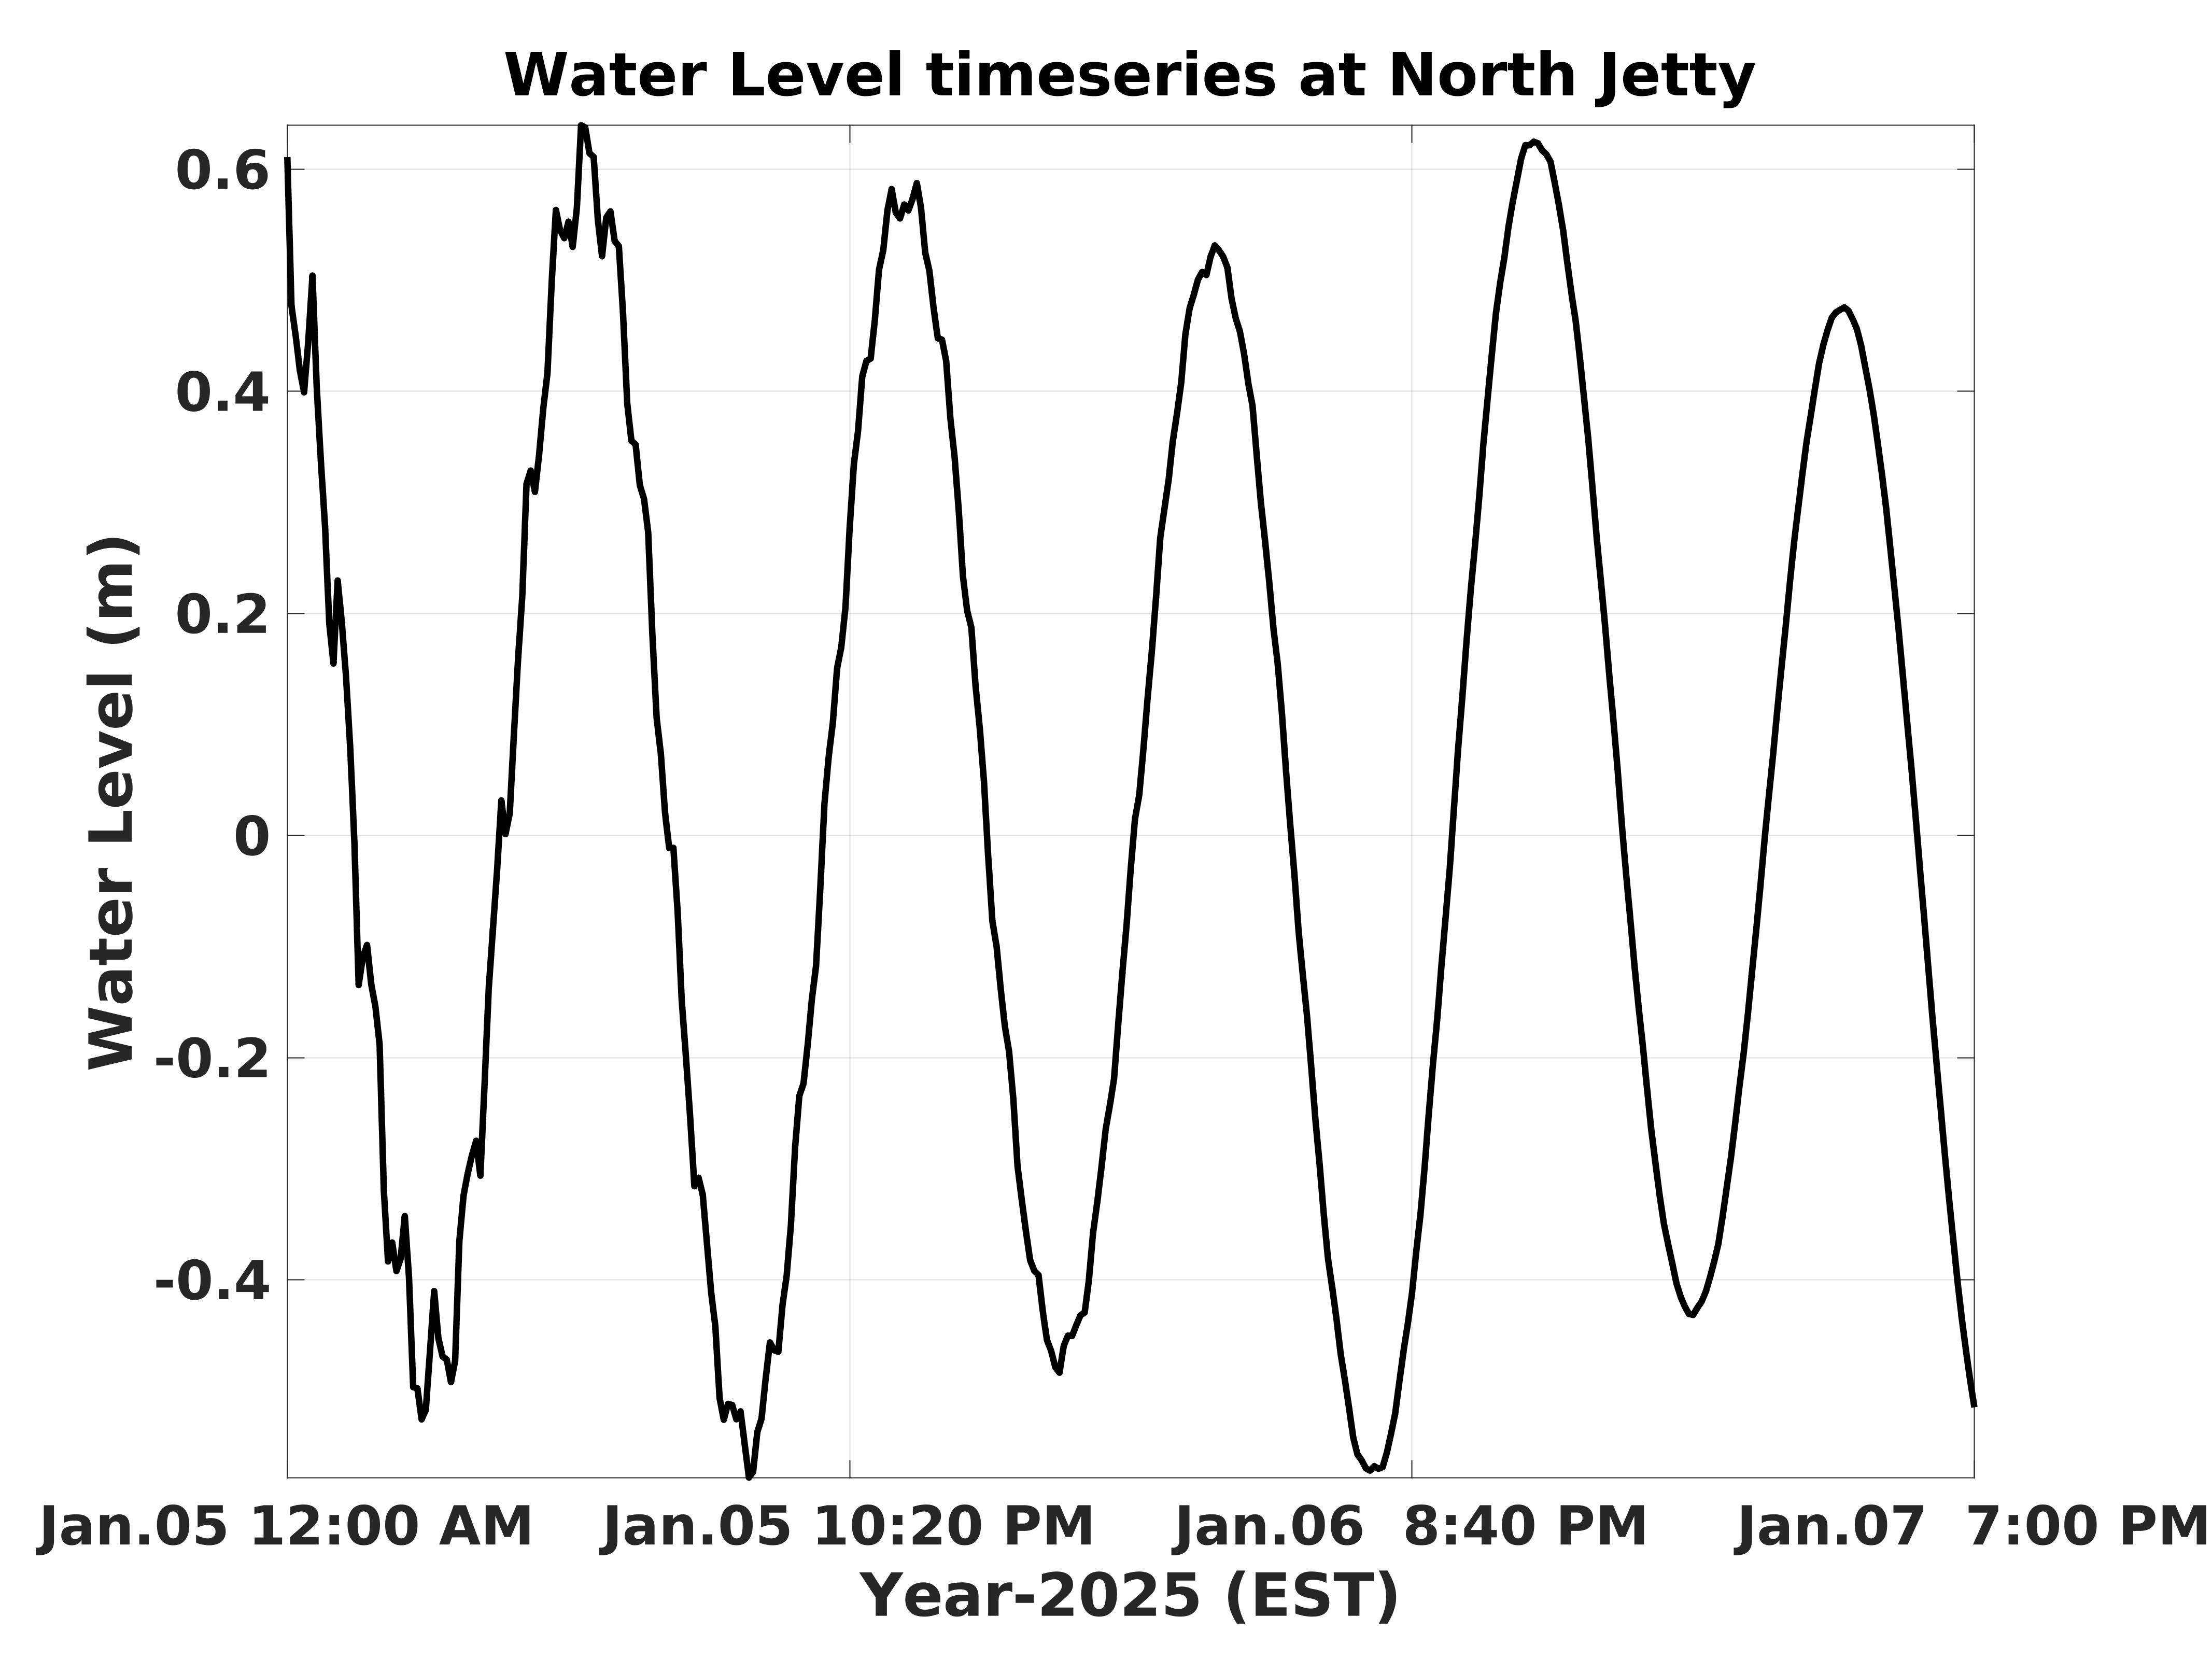 Water Level timeseries at North Jetty
Water Level (m)
0.6
0.4
0.2
0
-0.2
-0.4
Jan.05 12:00 AM Jan.05 10:20 PM Jan.06 8:40 PM Jan.07 7:00 PM
Year-2025 (EST)